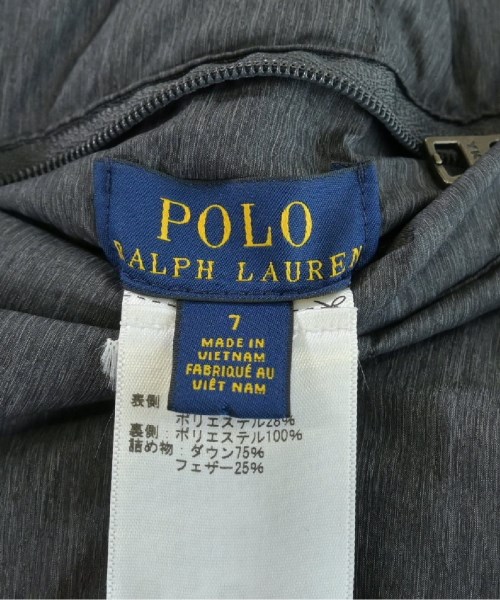 POLO
RALPH LAUREN
7
MADE IN
VIETNAM
FABRIQUÉ AU
VIÊT NAM
表側
ポリエステル28%
裏側:ポリエステル100%
詰め物:ダウン75%
フェザー25%